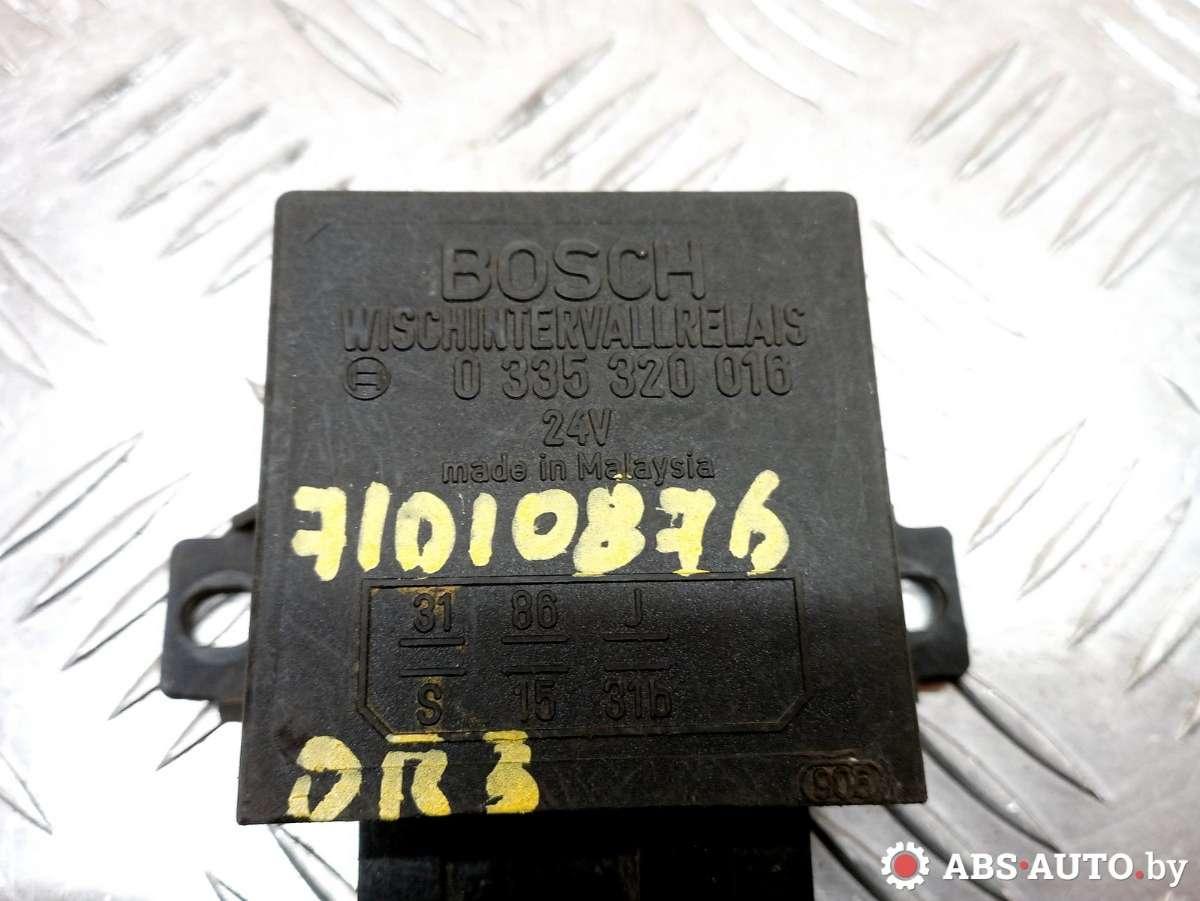 BOSCH
WISCHINTERVALLRELAIS
0 335 320 016
24V
made in Malaysia
71010876
31 86 J
S 15 31b
DR3
905
ABS-AUTO.by